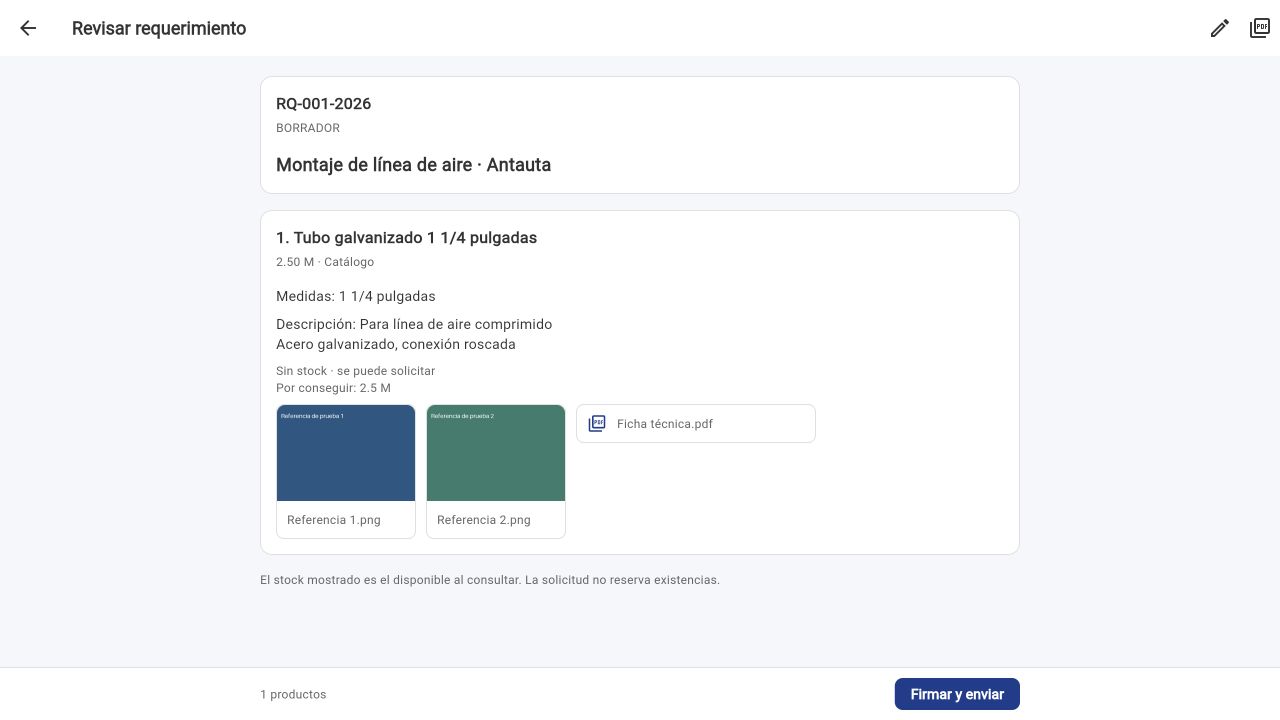 Revisar requerimiento
PDF
RQ-001-2026
BORRADOR
Montaje de línea de aire · Antauta
1. Tubo galvanizado 1 1/4 pulgadas
2.50 M · Catálogo
Medidas: 1 1/4 pulgadas
Descripción: Para línea de aire comprimido
Acero galvanizado, conexión roscada
Sin stock · se puede solicitar
Por conseguir: 2.5 M
Referencia de prueba 1
Referencia de prueba 2
PDF
Ficha técnica.pdf
Referencia 1.png
Referencia 2.png
El stock mostrado es el disponible al consultar. La solicitud no reserva existencias.
1 productos
Firmar y enviar